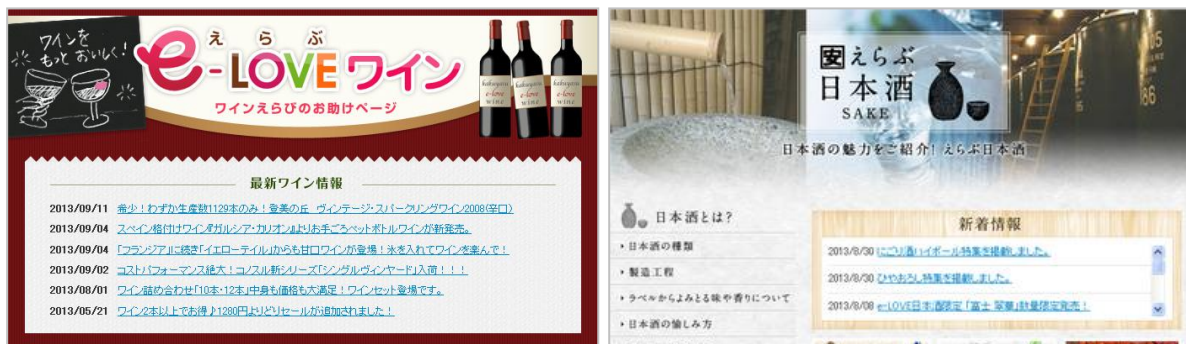 ワインを
もっとおいしく!
えらぶ
e-LOVEワイン
ワインえらびのお助けページ
kakuyasu
e-love
wine
kakuyasu
e-love
wine
kakuyasu
e-love
wine
最新ワイン情報
2013/09/11 希少!わずか生産数1129本のみ!登美の丘 ヴィンテージ・スパークリングワイン2008(辛口)
2013/09/04 スペイン格付けワイン『ガルシア・カリオン』よりお手ごろペットボトルワインが新発売。
2013/09/04 「フランジア」に続き「イエローテイル」からも甘口ワインが登場!氷を入れてワインを楽んで!
2013/09/02 コストパフォーマンス絶大!コノスル新シリーズ「シングルヴィンヤード」入荷!!!
2013/08/01 ワイン詰め合わせ「10本・12本」中身も価格も大満足!ワインセット登場です。
2013/05/21 ワイン2本以上でお得♪1280円よりどりセールが追加されました!
安えらぶ
日本酒
SAKE
日本酒の魅力をご紹介!えらぶ日本酒
日本酒とは?
日本酒の種類
製造工程
ラベルからよみとる味や香りについて
日本酒の愉しみ方
新着情報
2013/8/30 にごり酒ハイボール特集を掲載しました。
2013/8/30 ひやおろし特集を掲載しました。
2013/8/08 e-LOVE日本酒限定「富士 翠華」数量限定発売!